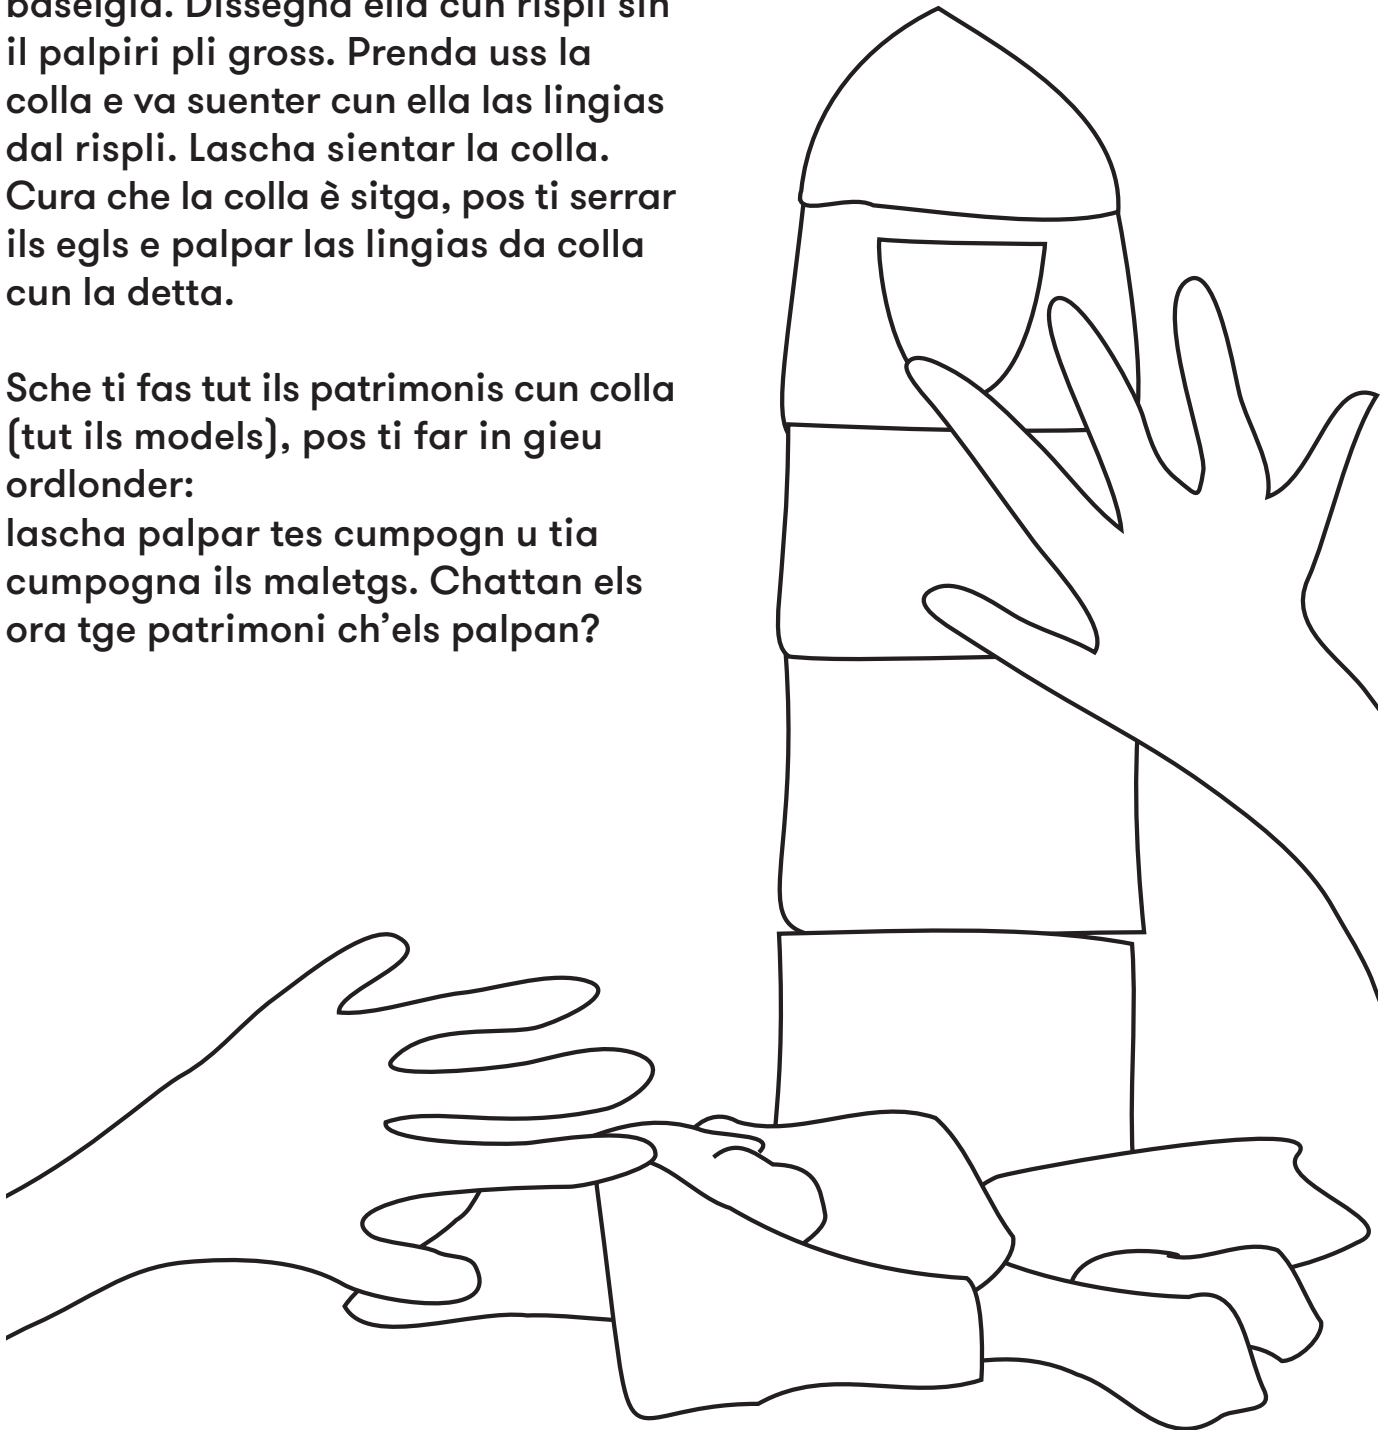 baselgia. Dissegna ella cun rispli sin
il palpiri pli gross. Prenda uss la
colla e va suenter cun ella las lingias
dal rispli. Lascha sientar la colla.
Cura che la colla è sitga, pos ti serrar
ils egls e palpar las lingias da colla
cun la detta.
Sche ti fas tut ils patrimonis cun colla
(tut ils models), pos ti far in gieu
ordlonder:
lascha palpar tes cumpogn u tia
cumpogna ils maletgs. Chattan els
ora tge patrimoni ch’els palpan?